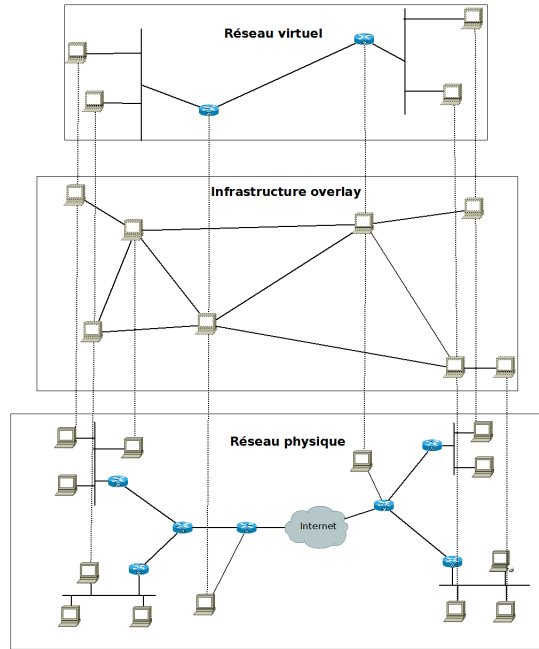 Réseau virtuel
Infrastructure overlay
Réseau physique
Internet